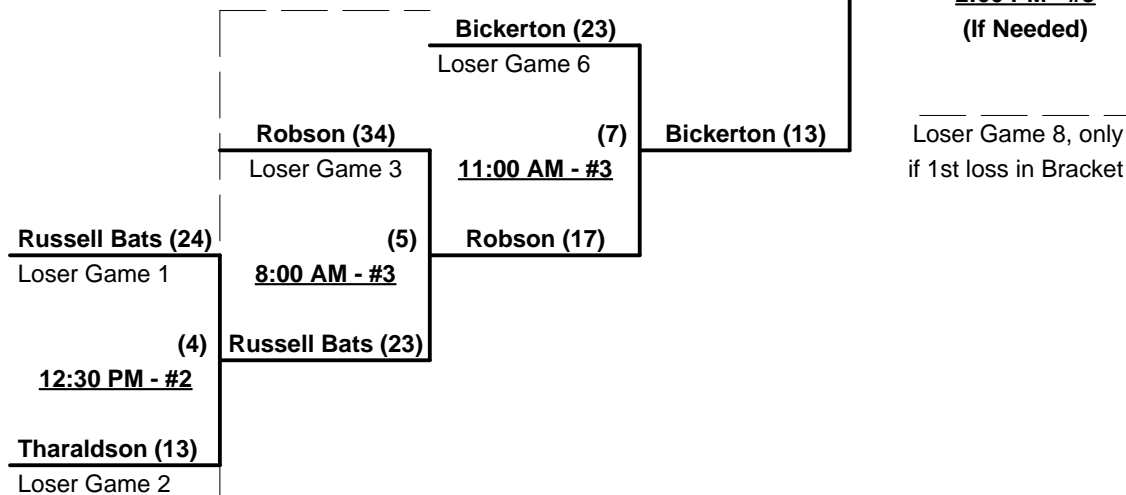 (If Needed)
Bickerton (23)
Loser Game 6
Robson (34)
(7)
Bickerton (13)
Loser Game 8, only
Loser Game 3
11:00 AM - #3
if 1st loss in Bracket
Russell Bats (24)
(5)
Robson (17)
Loser Game 1
8:00 AM - #3
(4)
Russell Bats (23)
12:30 PM - #2
Tharaldson (13)
Loser Game 2